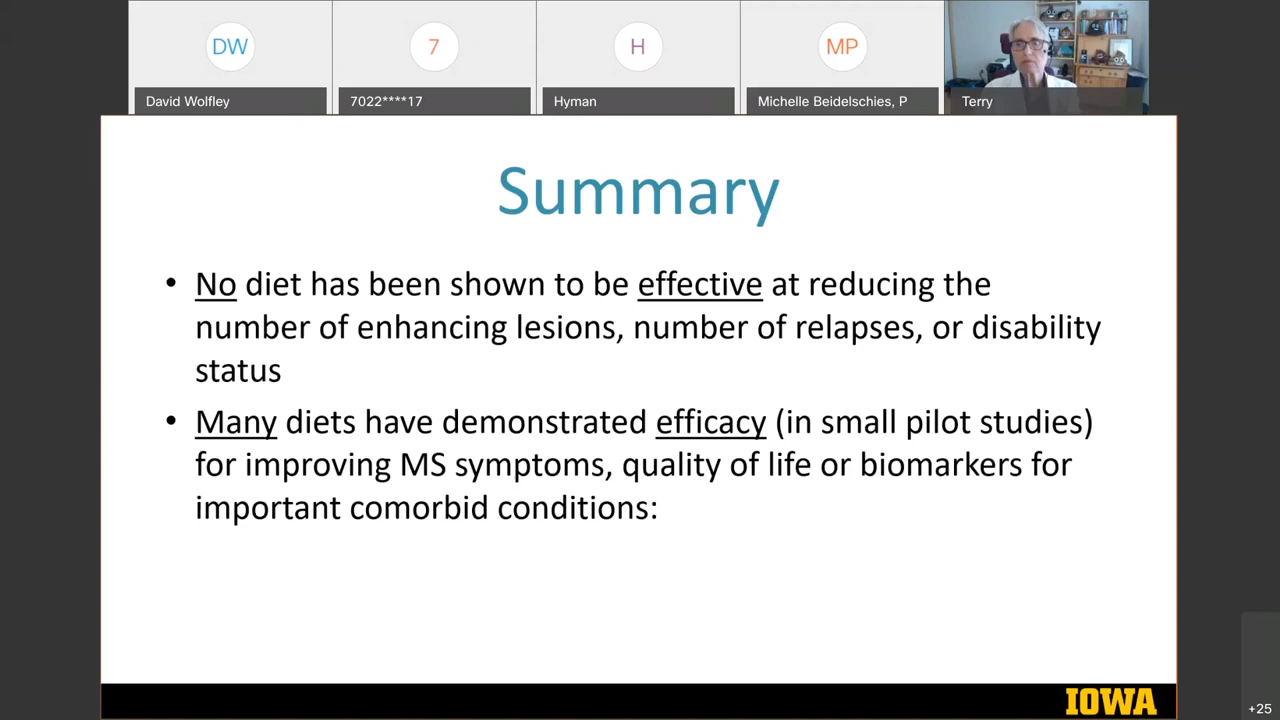 DW
7
H
MP
David Wolfley
7022****17
Hyman
Michelle Beidelschies, P
Terry
Summary
• No diet has been shown to be effective at reducing the
number of enhancing lesions, number of relapses, or disability
status
• Many diets have demonstrated efficacy (in small pilot studies)
for improving MS symptoms, quality of life or biomarkers for
important comorbid conditions:
IOWA
+25